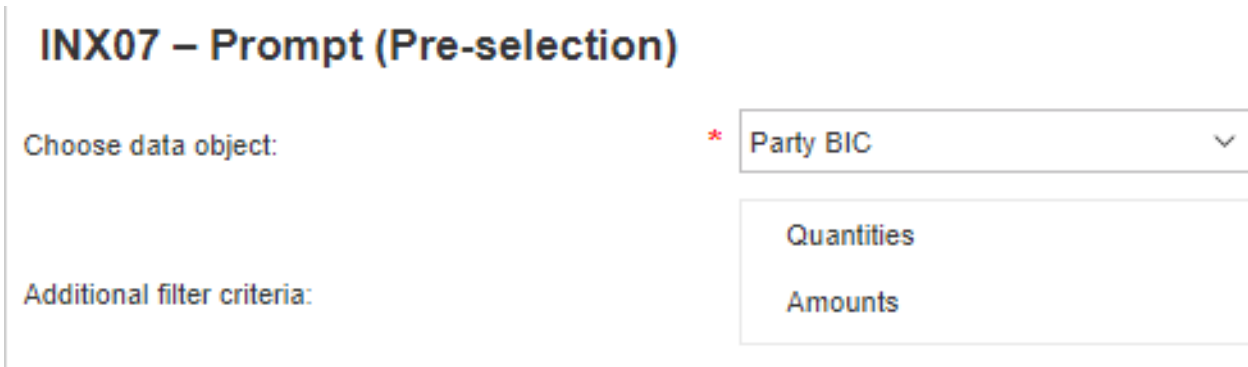 INX07 – Prompt (Pre-selection)
Choose data object: * Party BIC
Quantities
Additional filter criteria:
Amounts